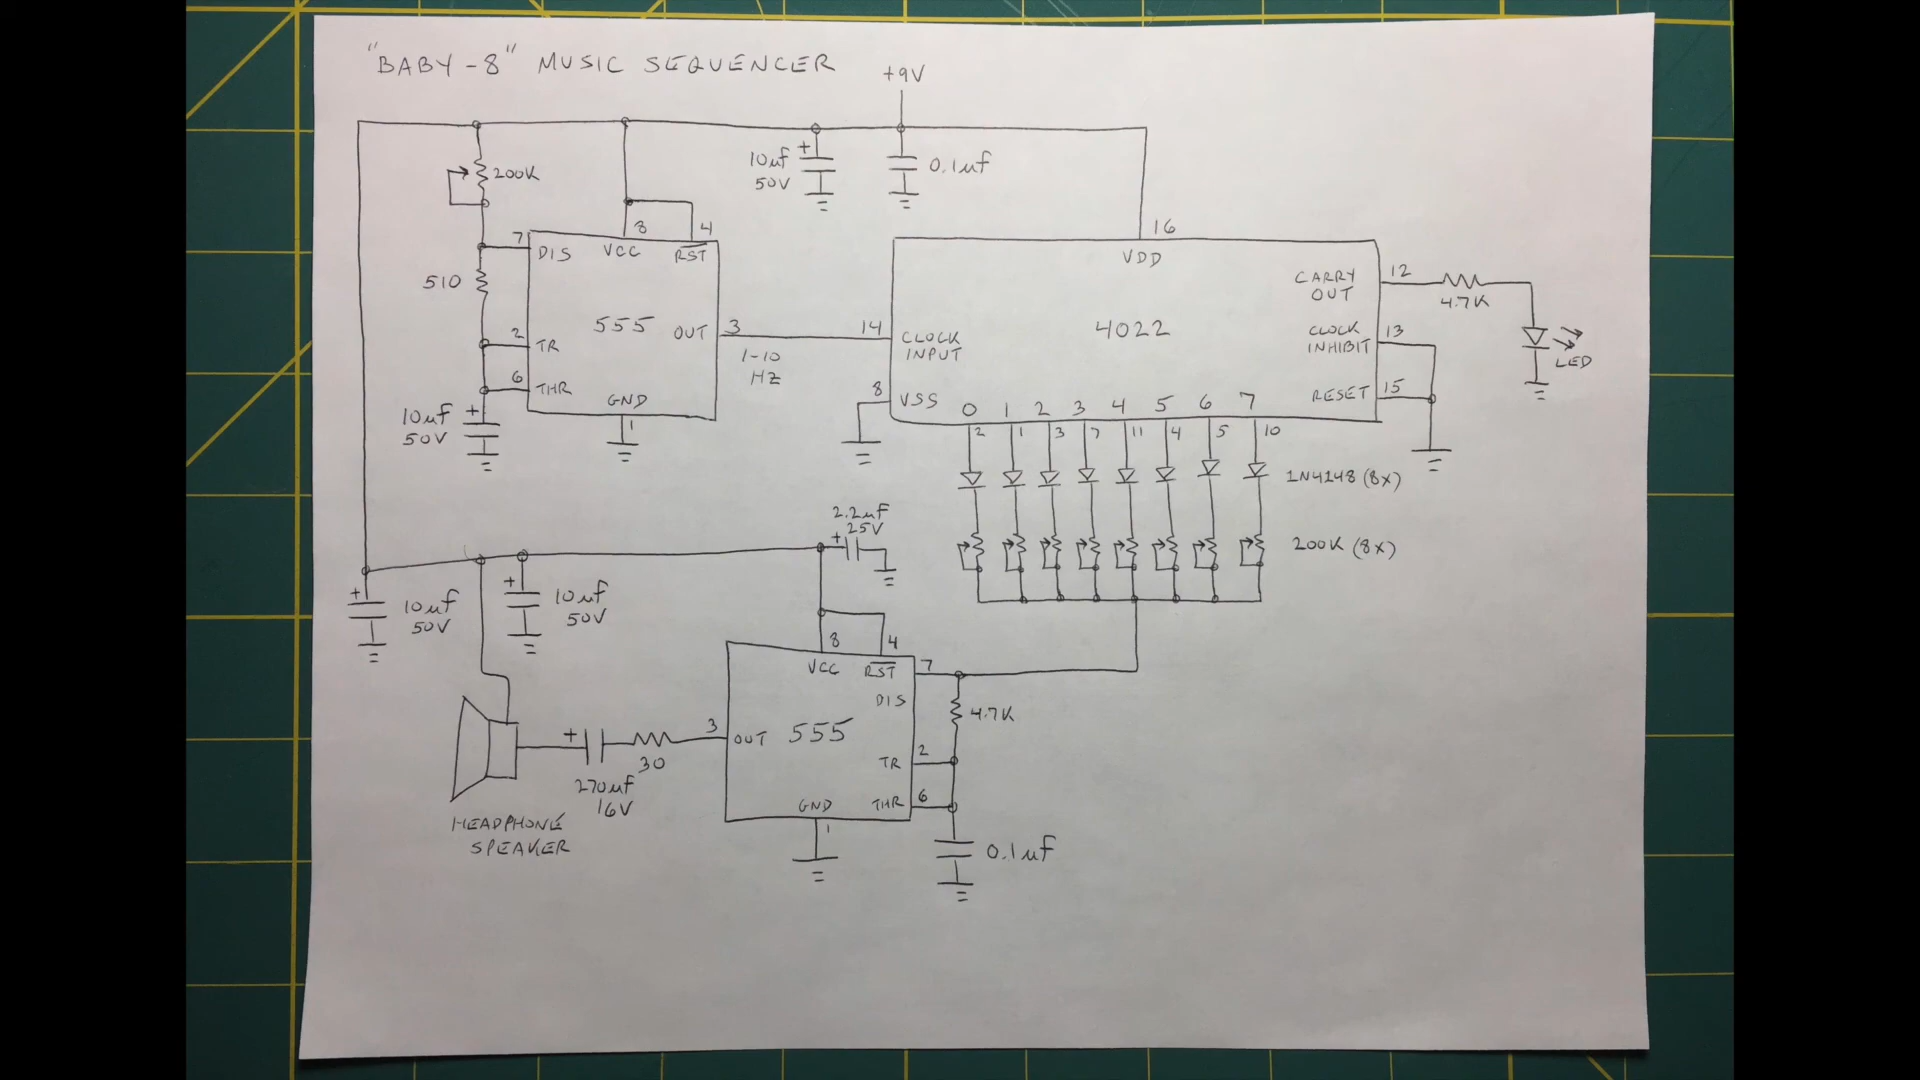 "BABY-8" MUSIC SEQUENCER
+9V
+
10uf
50V
0.1uf
200K
8
4
16
7
DIS
VCC
RST
VDD
510
CARRY
OUT
12
4.7K
555
OUT
3
1-10
HZ
14
CLOCK
INPUT
4022
CLOCK
INHIBIT
13
LED
2
TR
6
THR
GND
1
8
VSS
RESET
15
+
10uf
50V
0 1 2 3 4 5 6 7
2 1 3 7 11 4 5 10
1N4148 (8x)
200K (8x)
2.2uf
25V
+
+
10uf
50V
+
10uf
50V
8
4
VCC
RST
7
DIS
4.7K
3
OUT
555
2
TR
6
THR
GND
1
+
30
270uf
16V
HEADPHONE
SPEAKER
0.1uf